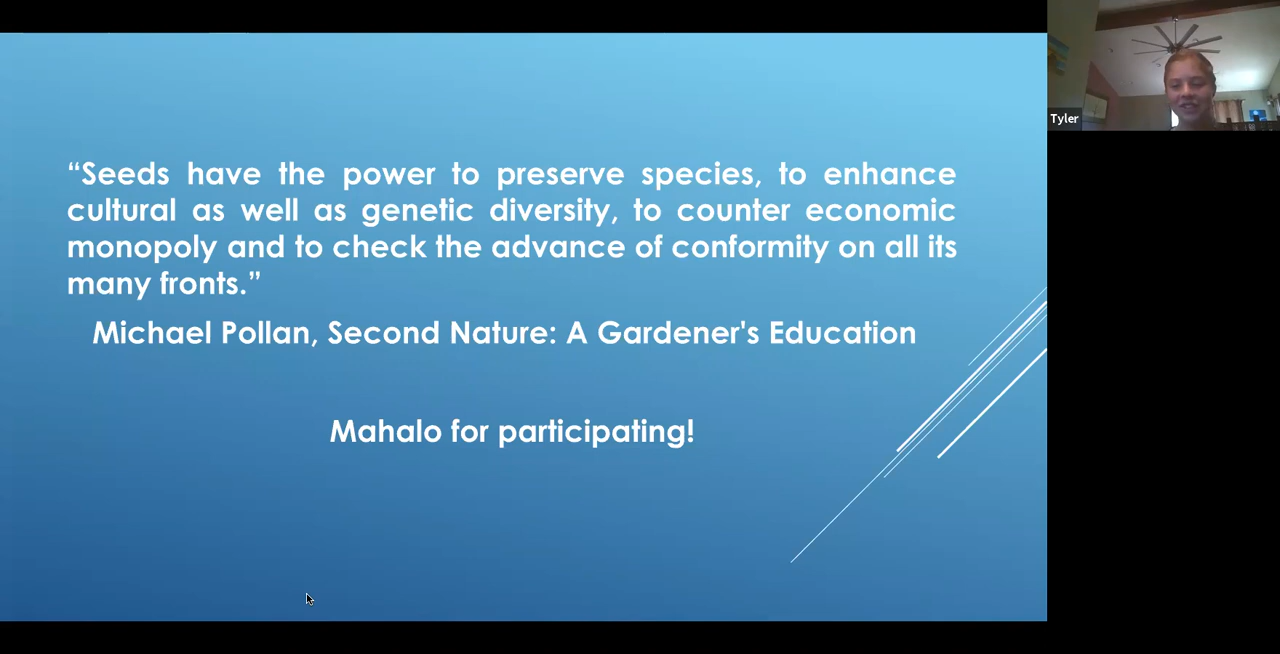 “Seeds have the power to preserve species, to enhance
cultural as well as genetic diversity, to counter economic
monopoly and to check the advance of conformity on all its
many fronts.”
Michael Pollan, Second Nature: A Gardener's Education
Mahalo for participating!
Tyler